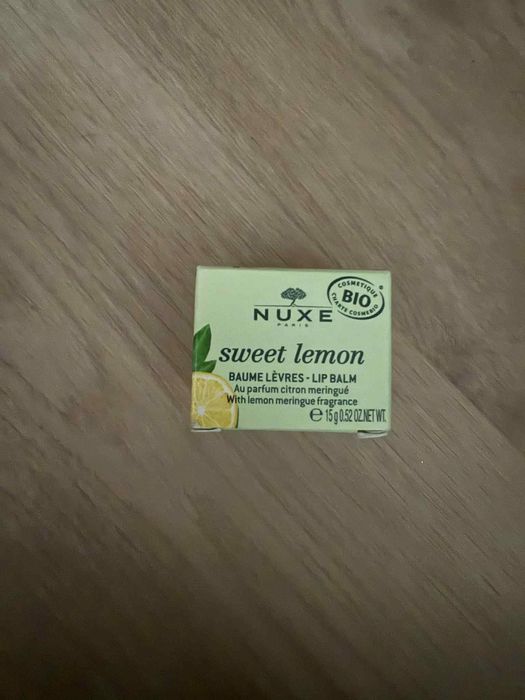 NUXE
PARIS
COSMETIQUE
BIO
CHARTE COSMEBIO
®
sweet lemon
BAUME LÈVRES - LIP BALM
Au parfum citron meringué
With lemon meringue fragrance
℮ 15 g 0.52 OZ.NET WT.